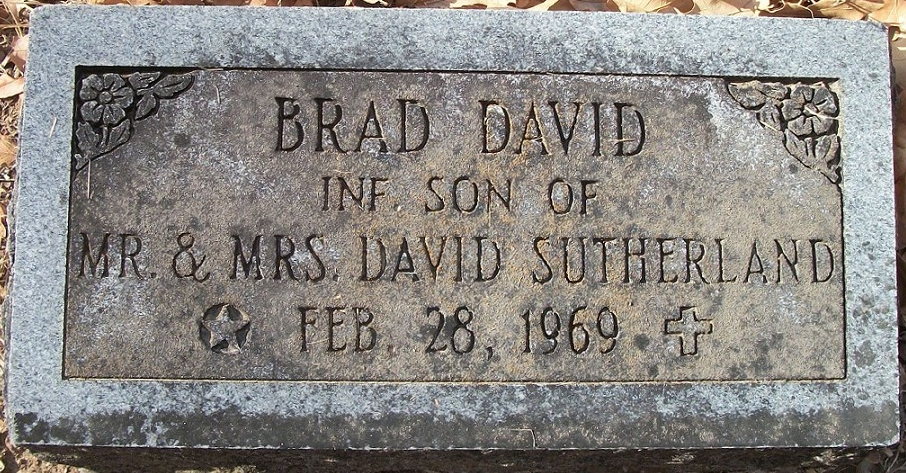 BRAD DAVID
INF. SON OF
MR. & MRS. DAVID SUTHERLAND
FEB. 28, 1969